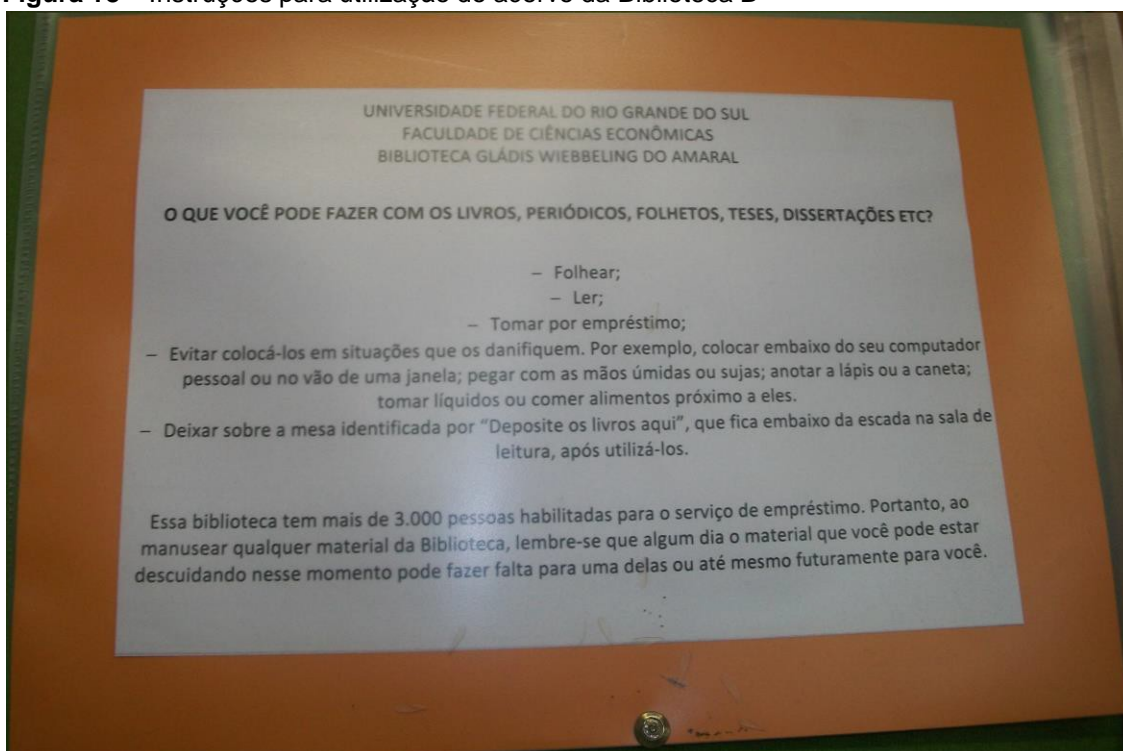 Instruções para utilização do acervo da Biblioteca
UNIVERSIDADE FEDERAL DO RIO GRANDE DO SUL
FACULDADE DE CIÊNCIAS ECONÔMICAS
BIBLIOTECA GLÁDIS WIEBBELING DO AMARAL
O QUE VOCÊ PODE FAZER COM OS LIVROS, PERIÓDICOS, FOLHETOS, TESES, DISSERTAÇÕES ETC?
– Folhear;
– Ler;
– Tomar por empréstimo;
– Evitar colocá-los em situações que os danifiquem. Por exemplo, colocar embaixo do seu computador
pessoal ou no vão de uma janela; pegar com as mãos úmidas ou sujas; anotar a lápis ou a caneta;
tomar líquidos ou comer alimentos próximo a eles.
– Deixar sobre a mesa identificada por "Deposite os livros aqui", que fica embaixo da escada na sala de
leitura, após utilizá-los.
Essa biblioteca tem mais de 3.000 pessoas habilitadas para o serviço de empréstimo. Portanto, ao
manusear qualquer material da Biblioteca, lembre-se que algum dia o material que você pode estar
descuidando nesse momento pode fazer falta para uma delas ou até mesmo futuramente para você.